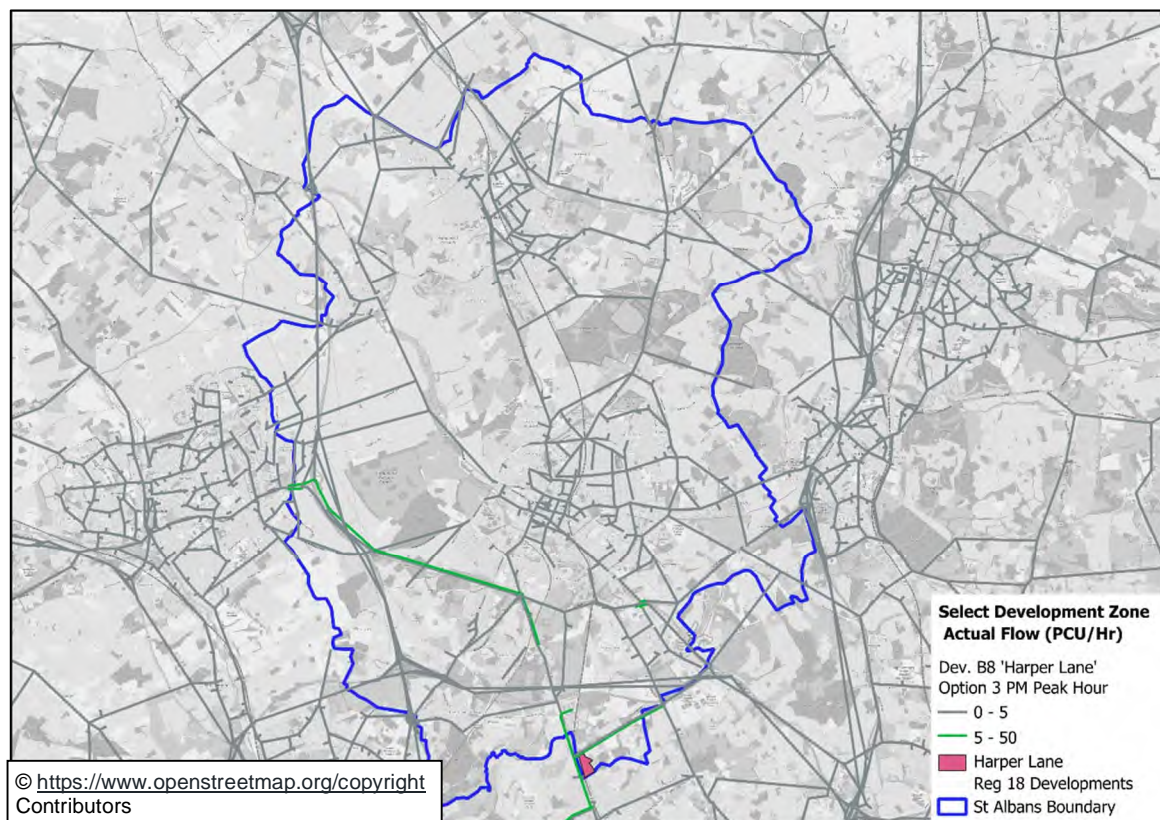 Select Development Zone
Actual Flow (PCU/Hr)
Dev. B8 'Harper Lane'
Option 3 PM Peak Hour
0 - 5
5 - 50
Harper Lane
Reg 18 Developments
St Albans Boundary
© https://www.openstreetmap.org/copyright
Contributors